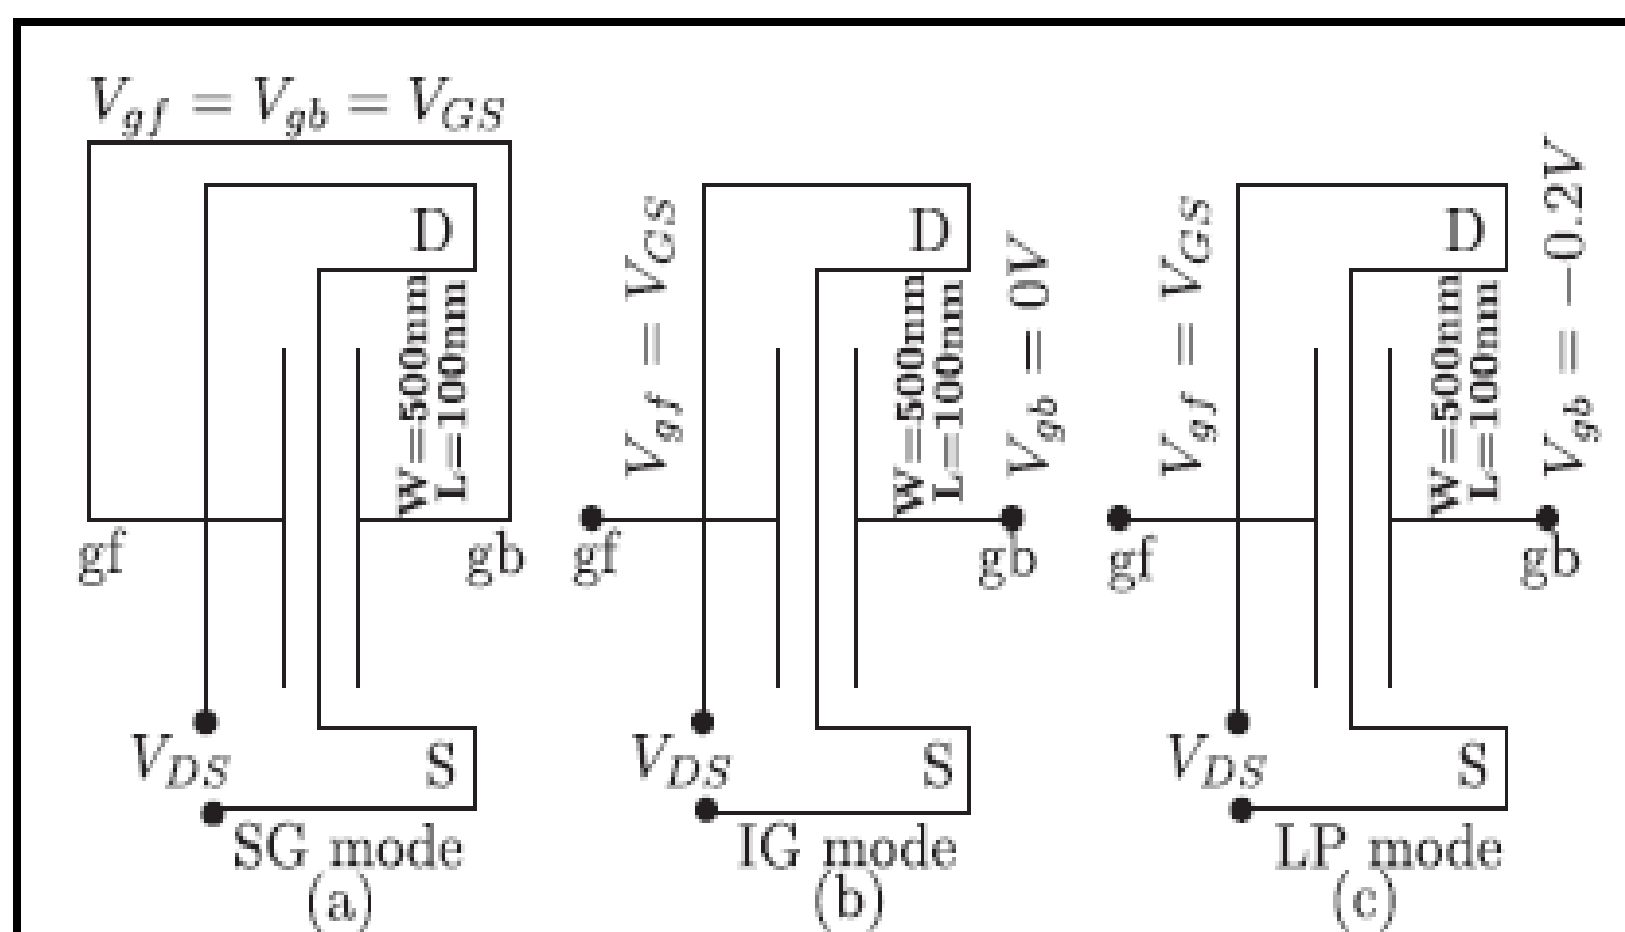 V_{gf} = V_{gb} = V_{GS}
D
W=500nm
L=100nm
gf
gb
V_{DS}
S
SG mode
(a)
V_{gf} = V_{GS}
D
W=500nm
L=100nm
V_{gb} = 0V
gf
gb
V_{DS}
S
IG mode
(b)
V_{gf} = V_{GS}
D
W=500nm
L=100nm
V_{gb} = −0.2V
gf
gb
V_{DS}
S
LP mode
(c)